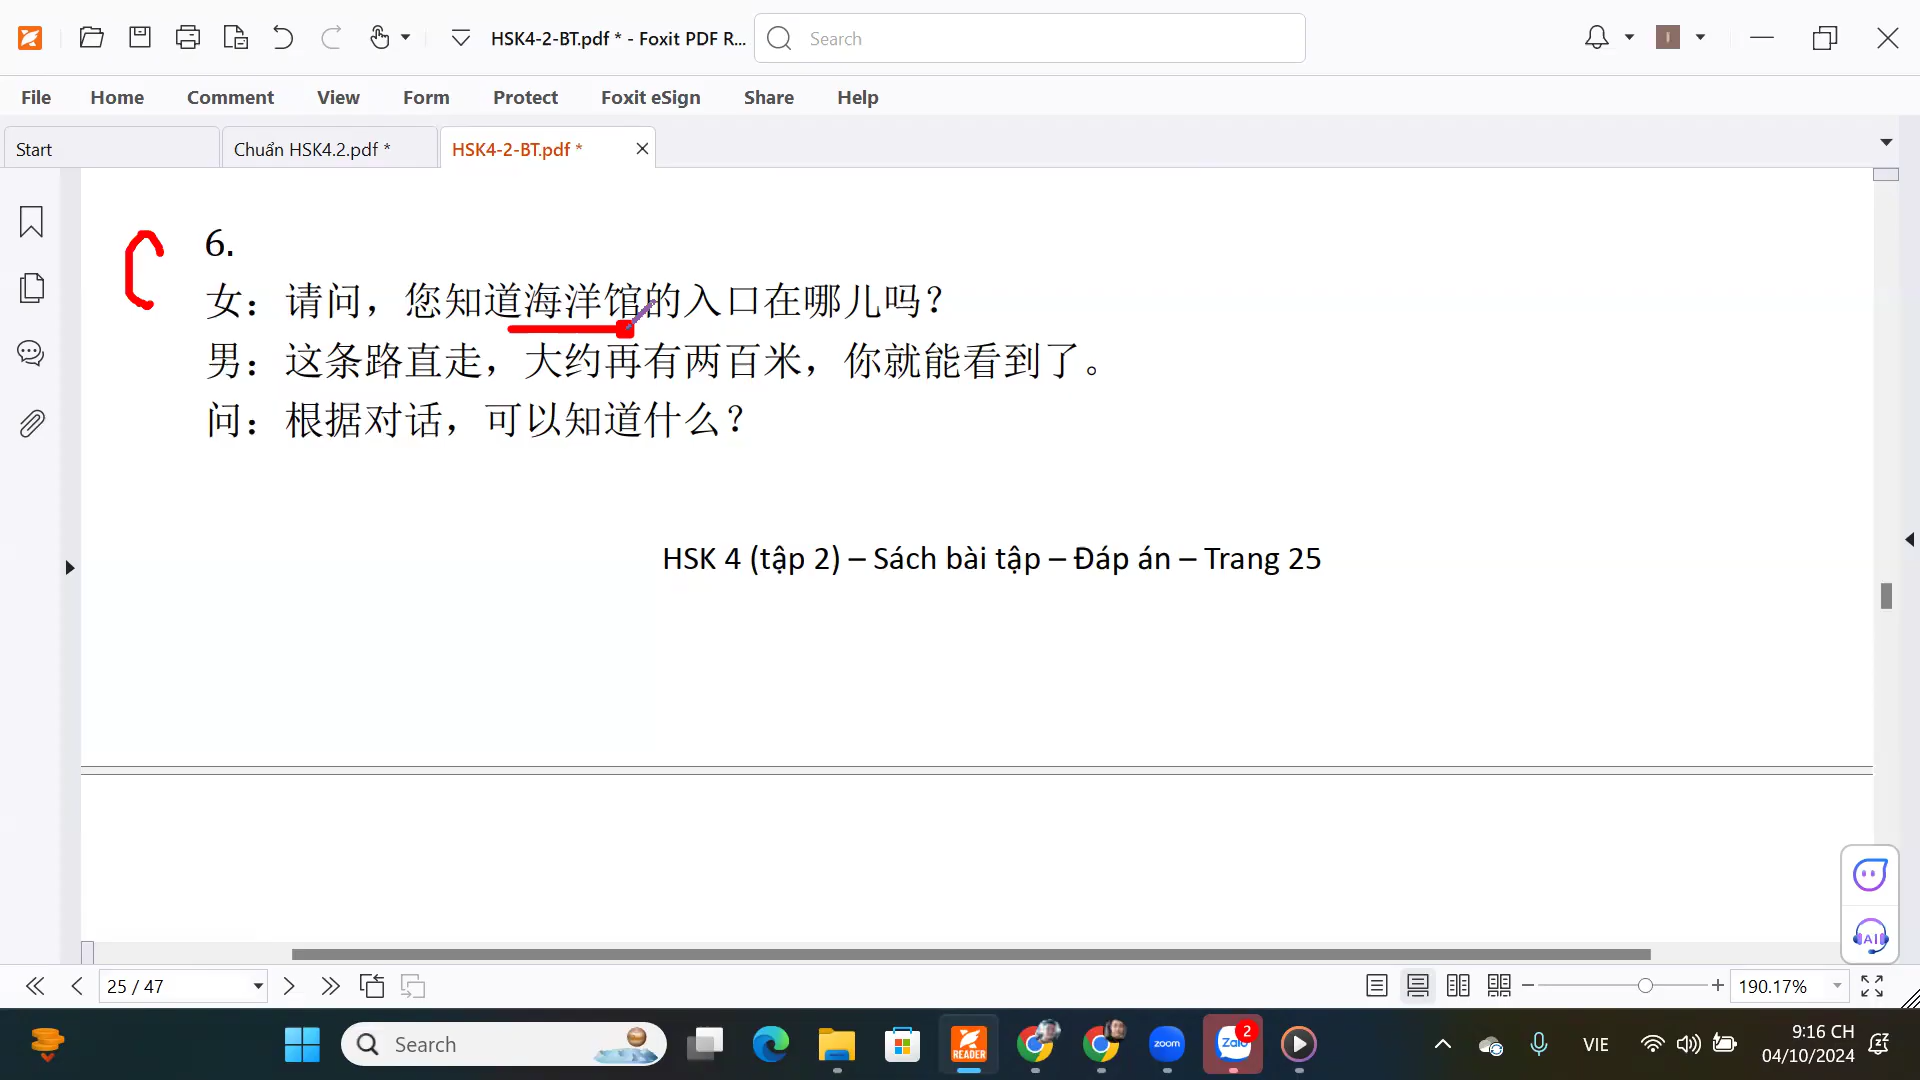 HSK4-2-BT.pdf * - Foxit PDF R...
Search
File Home Comment View Form Protect Foxit eSign Share Help
Start
Chuẩn HSK4.2.pdf *
HSK4-2-BT.pdf *
6.
女：请问，您知道海洋馆的入口在哪儿吗？
男：这条路直走，大约再有两百米，你就能看到了。
问：根据对话，可以知道什么？
HSK 4 (tập 2) – Sách bài tập – Đáp án – Trang 25
AI
25 / 47
190.17%
Search
READER
zoom
Zalo
2
VIE
9:16 CH
04/10/2024